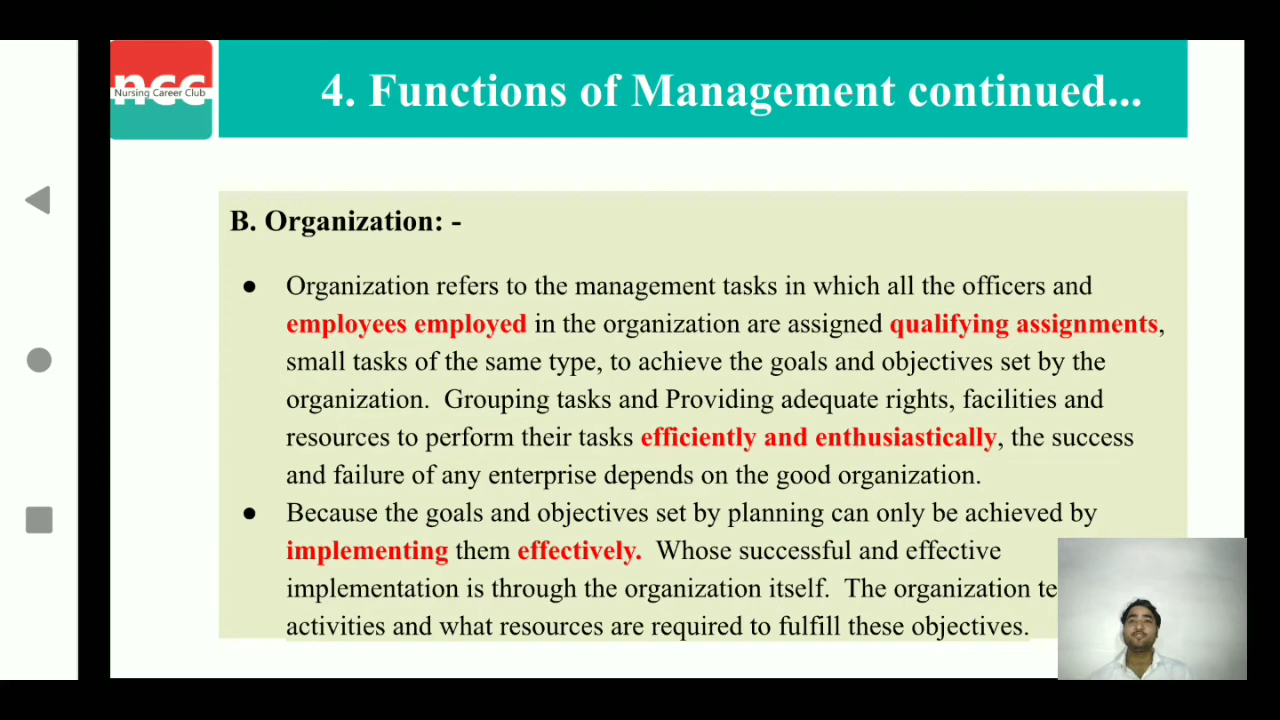 ncc
Nursing Career Club
4. Functions of Management continued...
B. Organization: -
● Organization refers to the management tasks in which all the officers and
employees employed in the organization are assigned qualifying assignments,
small tasks of the same type, to achieve the goals and objectives set by the
organization. Grouping tasks and Providing adequate rights, facilities and
resources to perform their tasks efficiently and enthusiastically, the success
and failure of any enterprise depends on the good organization.
● Because the goals and objectives set by planning can only be achieved by
implementing them effectively. Whose successful and effective
implementation is through the organization itself. The organization
activities and what resources are required to fulfill these objectives.